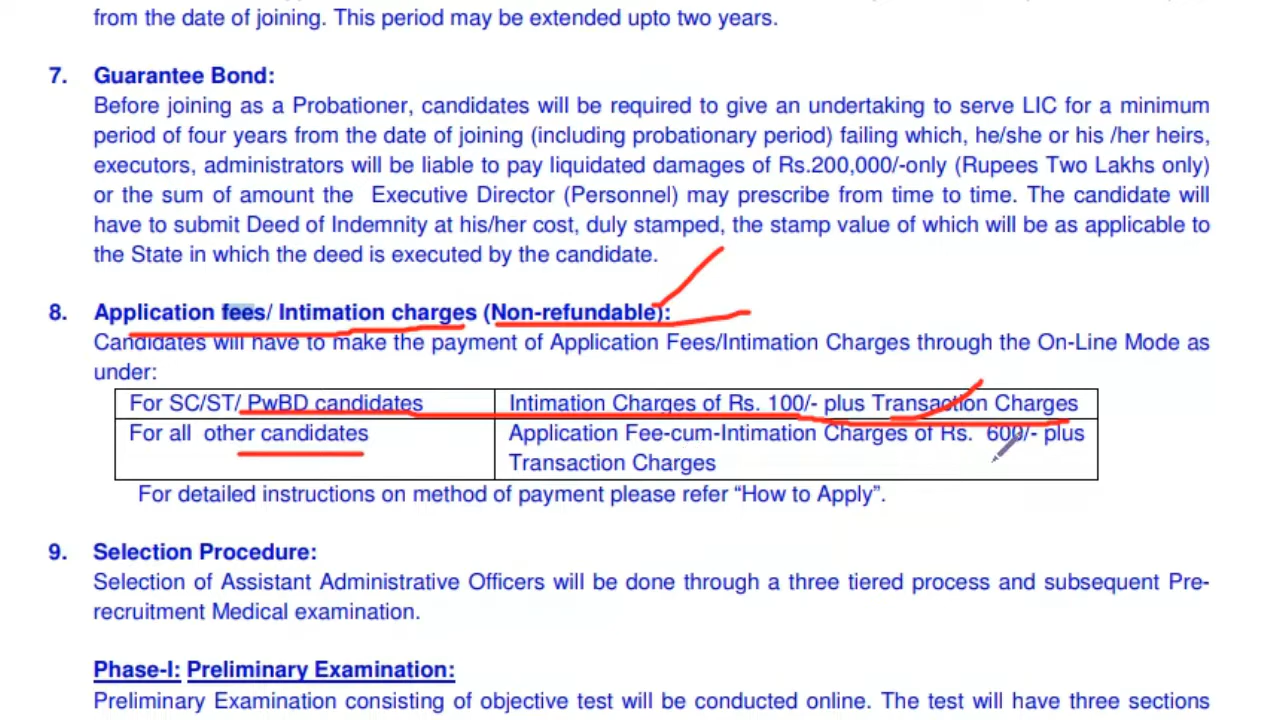 from the date of joining. This period may be extended upto two years.
7. Guarantee Bond:
Before joining as a Probationer, candidates will be required to give an undertaking to serve LIC for a minimum
period of four years from the date of joining (including probationary period) failing which, he/she or his /her heirs,
executors, administrators will be liable to pay liquidated damages of Rs.200,000/-only (Rupees Two Lakhs only)
or the sum of amount the Executive Director (Personnel) may prescribe from time to time. The candidate will
have to submit Deed of Indemnity at his/her cost, duly stamped, the stamp value of which will be as applicable to
the State in which the deed is executed by the candidate.
8. Application fees/ Intimation charges (Non-refundable):
Candidates will have to make the payment of Application Fees/Intimation Charges through the On-Line Mode as
under:
For SC/ST/ PwBD candidates Intimation Charges of Rs. 100/- plus Transaction Charges
For all other candidates Application Fee-cum-Intimation Charges of Rs. 600/- plus
Transaction Charges
For detailed instructions on method of payment please refer “How to Apply”.
9. Selection Procedure:
Selection of Assistant Administrative Officers will be done through a three tiered process and subsequent Pre-
recruitment Medical examination.
Phase-I: Preliminary Examination:
Preliminary Examination consisting of objective test will be conducted online. The test will have three sections